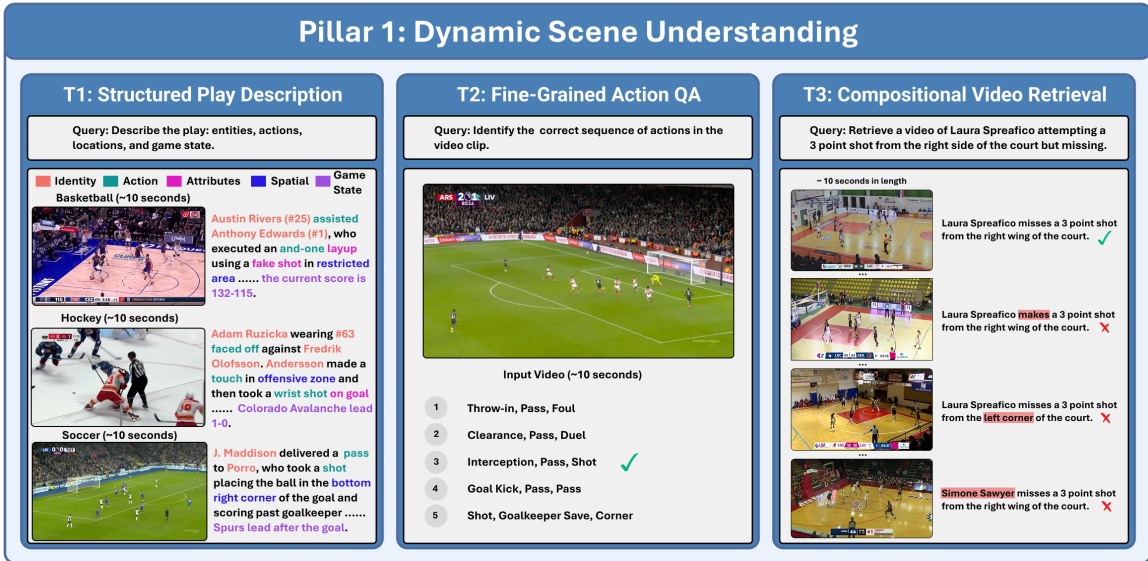 Pillar 1: Dynamic Scene Understanding
T1: Structured Play Description
Query: Describe the play: entities, actions,
locations, and game state.
Identity
Action
Attributes
Spatial
Game
State
Basketball (~10 seconds)
Austin Rivers (#25) assisted
Anthony Edwards (#1), who
executed an and-one layup
using a fake shot in restricted
area ...... the current score is
132-115.
Hockey (~10 seconds)
Adam Ruzicka wearing #63
faced off against Fredrik
Olofsson. Andersson made a
touch in offensive zone and
then took a wrist shot on goal
...... Colorado Avalanche lead
1-0.
Soccer (~10 seconds)
J. Maddison delivered a pass
to Porro, who took a shot
placing the ball in the bottom
right corner of the goal and
scoring past goalkeeper ......
Spurs lead after the goal.
T2: Fine-Grained Action QA
Query: Identify the correct sequence of actions in the
video clip.
ARS 2 1 LIV
Input Video (~10 seconds)
1 Throw-in, Pass, Foul
2 Clearance, Pass, Duel
3 Interception, Pass, Shot
4 Goal Kick, Pass, Pass
5 Shot, Goalkeeper Save, Corner
T3: Compositional Video Retrieval
Query: Retrieve a video of Laura Spreafico attempting a
3 point shot from the right side of the court but missing.
~ 10 seconds in length
Laura Spreafico misses a 3 point shot
from the right wing of the court.
...
Laura Spreafico makes a 3 point shot
from the right wing of the court.
...
Laura Spreafico misses a 3 point shot
from the left corner of the court.
...
Simone Sawyer misses a 3 point shot
from the right wing of the court.